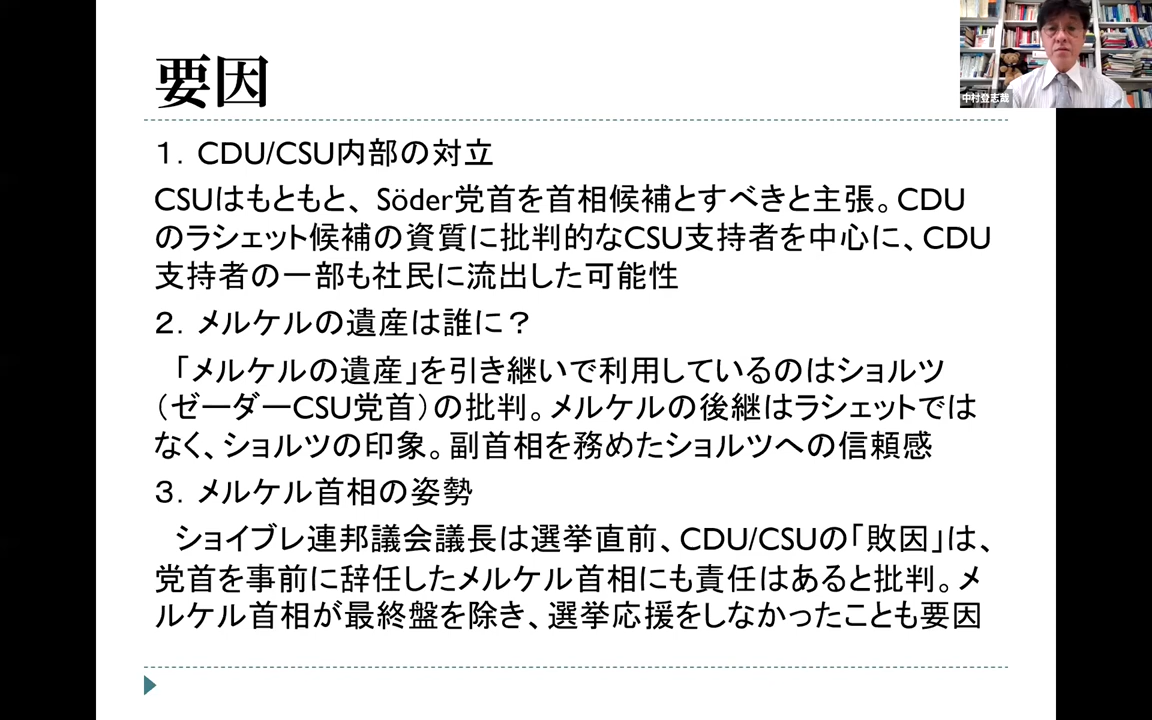 要因
１．CDU/CSU内部の対立
CSUはもともと、Söder党首を首相候補とすべきと主張。CDU
のラシェット候補の資質に批判的なCSU支持者を中心に、CDU
支持者の一部も社民に流出した可能性
２．メルケルの遺産は誰に？
「メルケルの遺産」を引き継いで利用しているのはショルツ
（ゼーダーCSU党首）の批判。メルケルの後継はラシェットでは
なく、ショルツの印象。副首相を務めたショルツへの信頼感
３．メルケル首相の姿勢
ショイブレ連邦議会議長は選挙直前、CDU/CSUの「敗因」は、
党首を事前に辞任したメルケル首相にも責任はあると批判。メ
ルケル首相が最終盤を除き、選挙応援をしなかったことも要因
中村登志哉